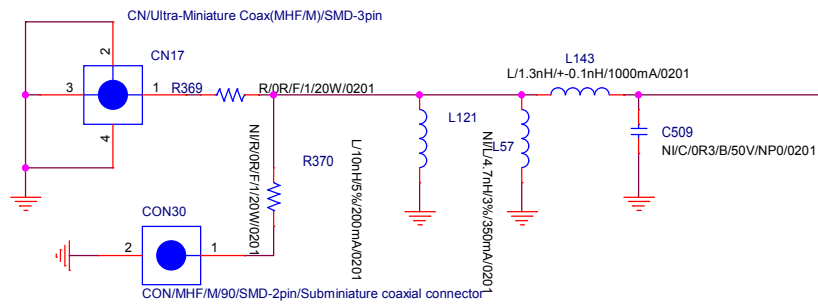 CN/Ultra-Miniature Coax(MHF/M)/SMD-3pin
CN17
2
3
1
4
R369
R/0R/F/1/20W/0201
L143
L/1.3nH/+-0.1nH/1000mA/0201
L121
L/10nH/5%/200mA/0201
L57
NI/L/4.7nH/3%/350mA/0201
C509
NI/C/0R3/B/50V/NP0/0201
R370
NI/R/0R/F/1/20W/0201
CON30
2
1
CON/MHF/M/90/SMD-2pin/Subminiature coaxial connector